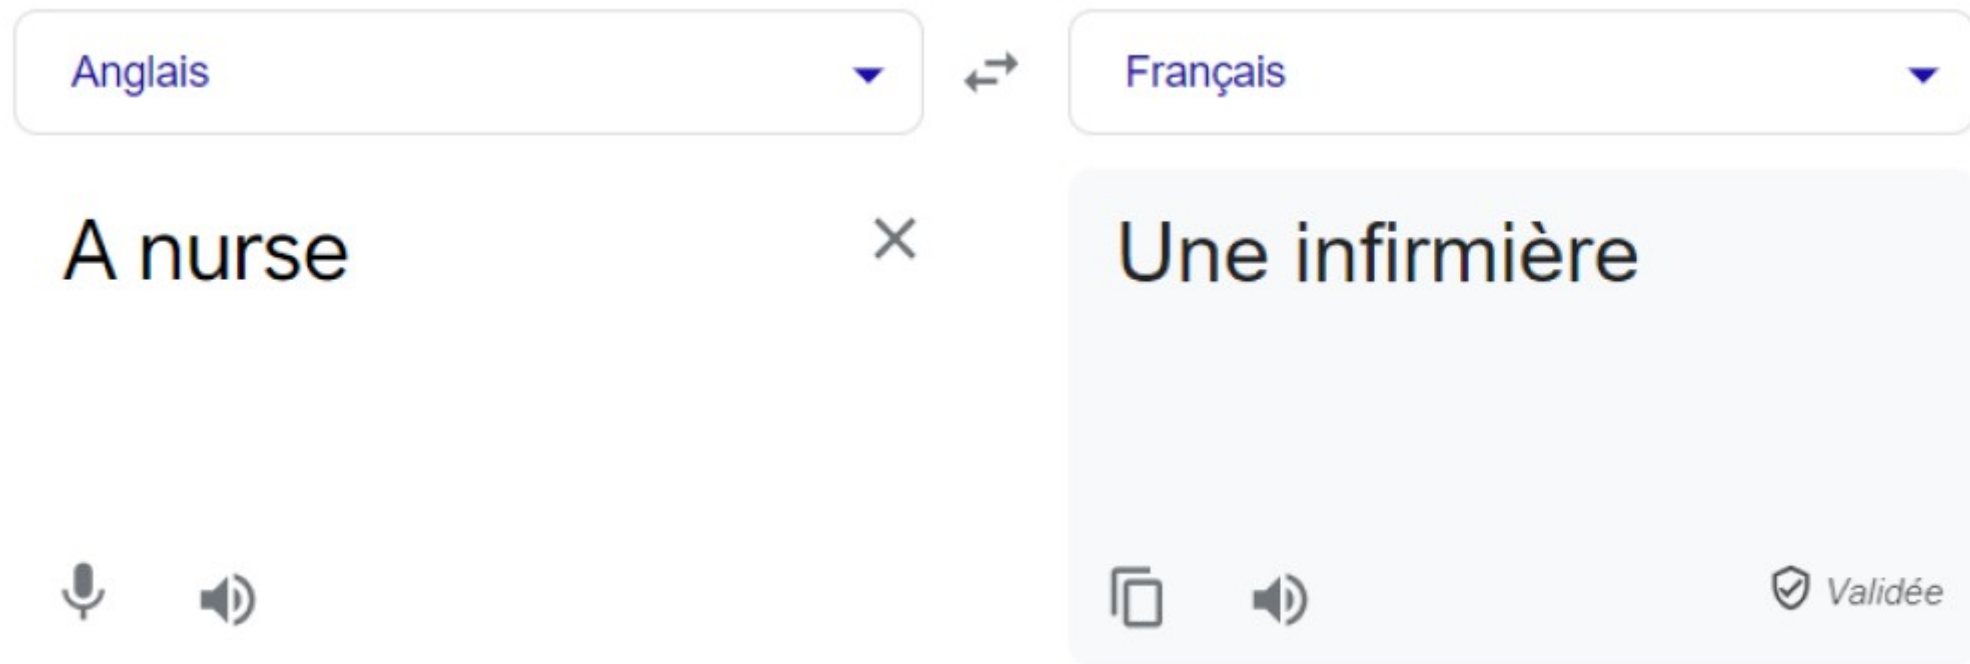 Anglais
Français
A nurse
Une infirmière
Validée